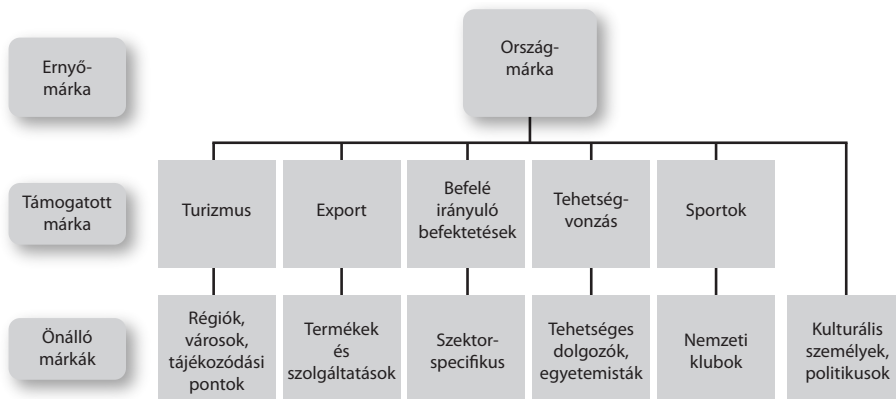 Ernyő-
márka
Ország-
márka
Támogatott
márka
Turizmus
Export
Befelé
irányuló
befektetések
Tehetség-
vonzás
Sportok
Önálló
márkák
Régiók,
városok,
tájékozódási
pontok
Termékek
és
szolgáltatások
Szektor-
specifikus
Tehetséges
dolgozók,
egyetemisták
Nemzeti
klubok
Kulturális
személyek,
politikusok